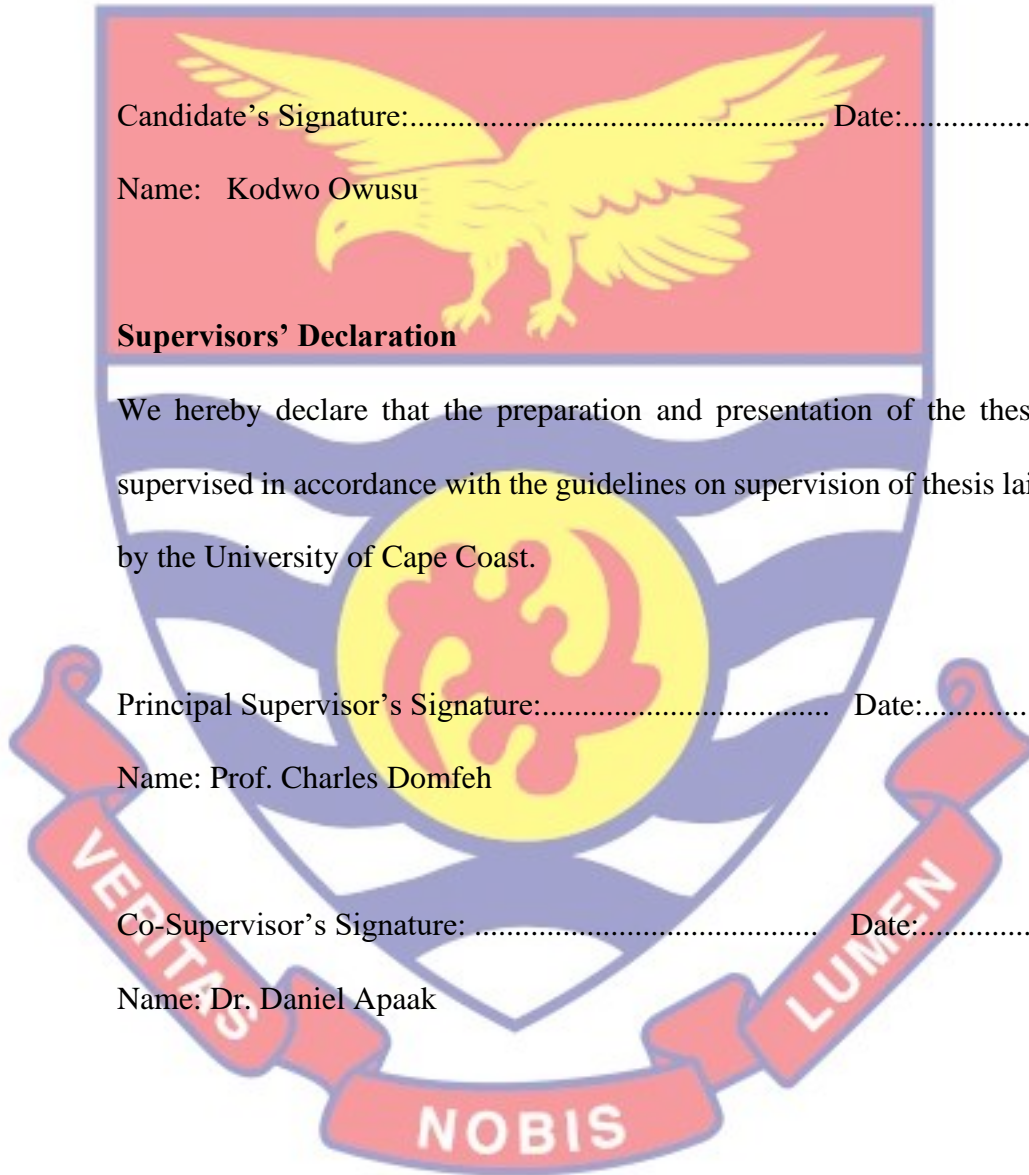 Candidate’s Signature:.................................................... Date:................
Name: Kodwo Owusu
Supervisors’ Declaration
We hereby declare that the preparation and presentation of the thes
supervised in accordance with the guidelines on supervision of thesis lai
by the University of Cape Coast.
Principal Supervisor’s Signature:.................................... Date:.............
Name: Prof. Charles Domfeh
Co-Supervisor’s Signature: ........................................... Date:..............
Name: Dr. Daniel Apaak
VERITAS
NOBIS
LUMEN